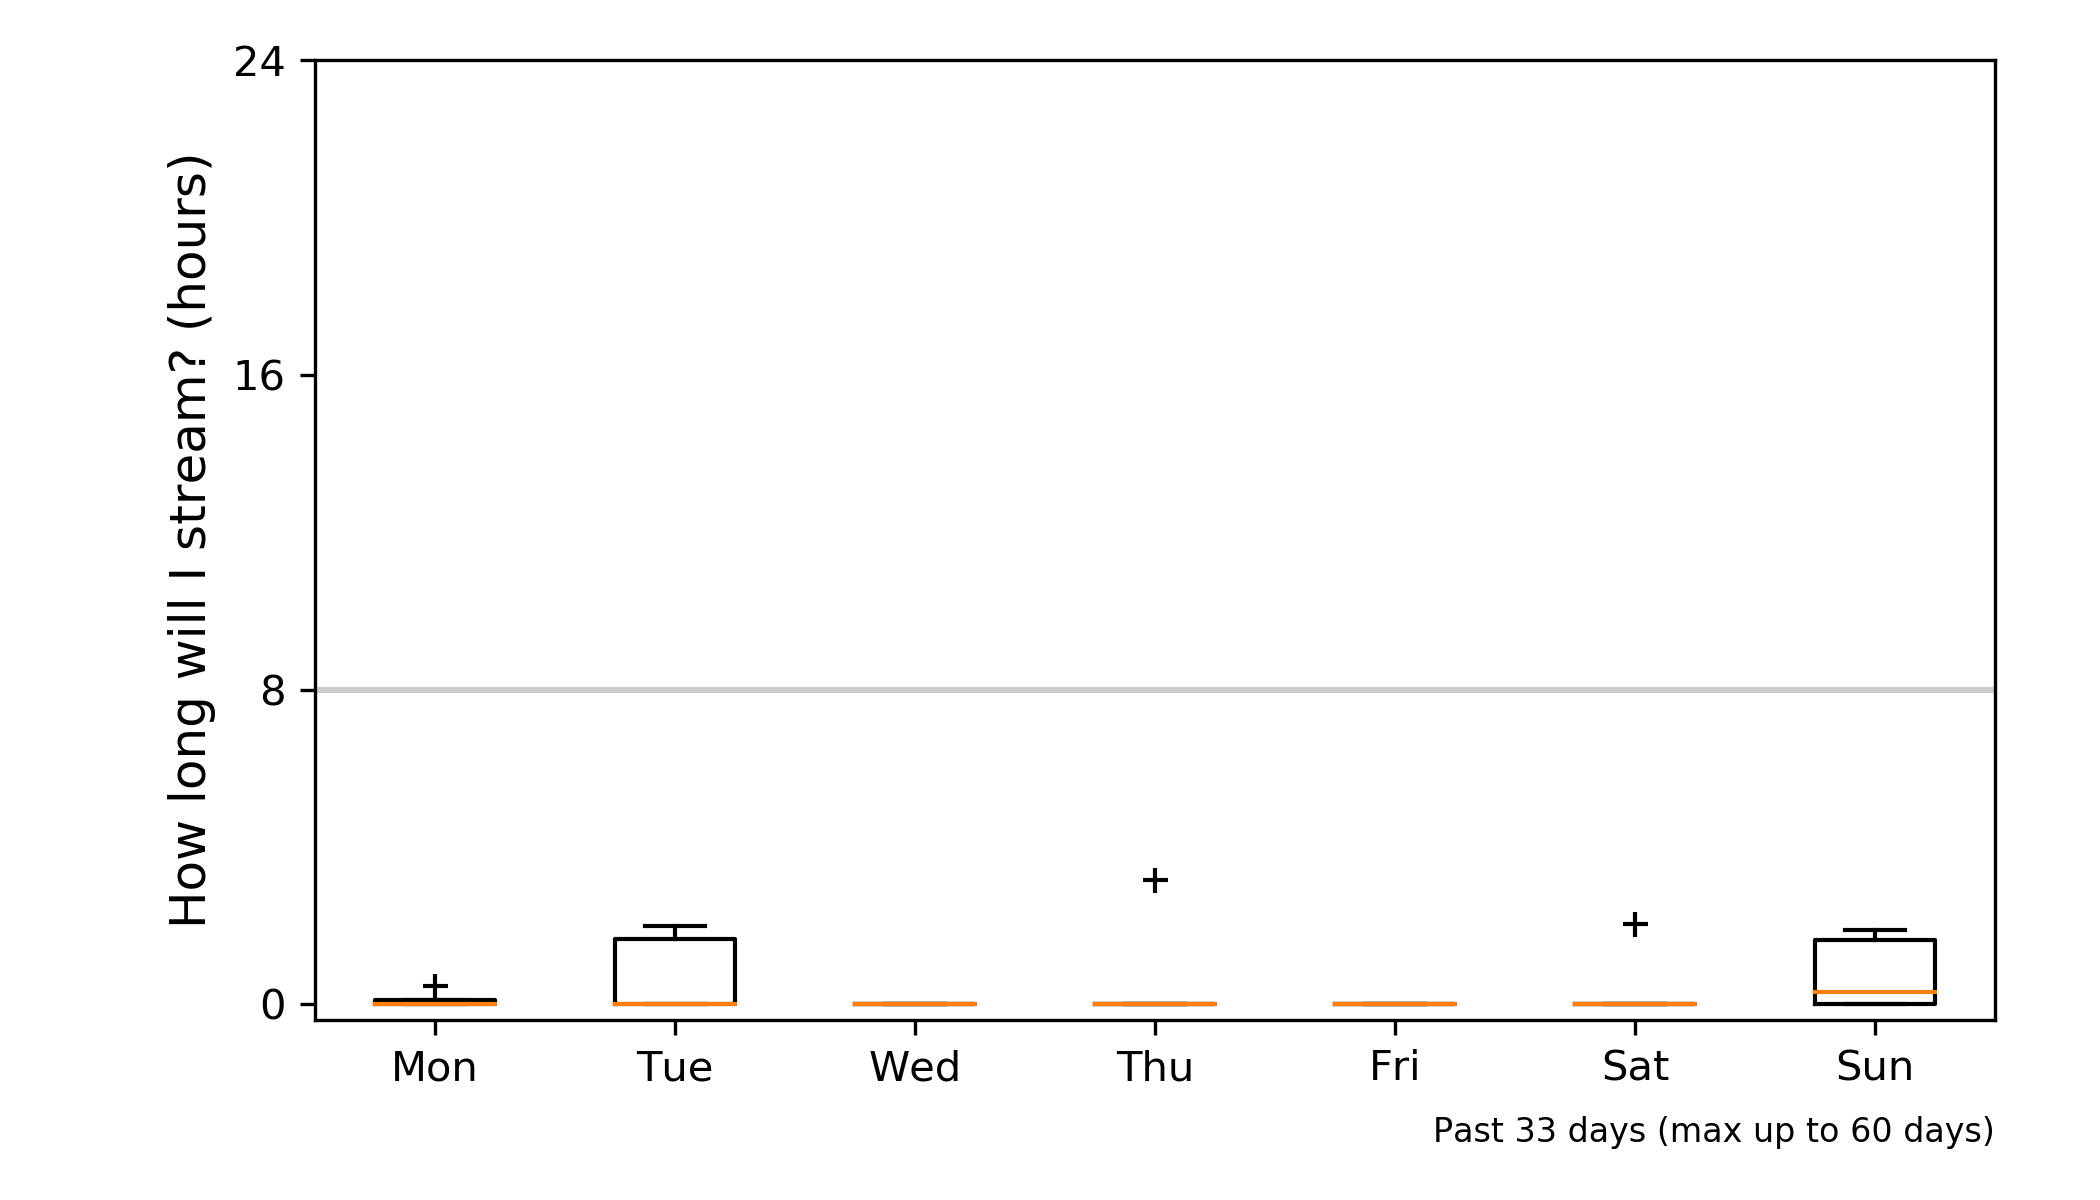 How long will I stream? (hours)
24
16
8
0
Mon Tue Wed Thu Fri Sat Sun
Past 33 days (max up to 60 days)